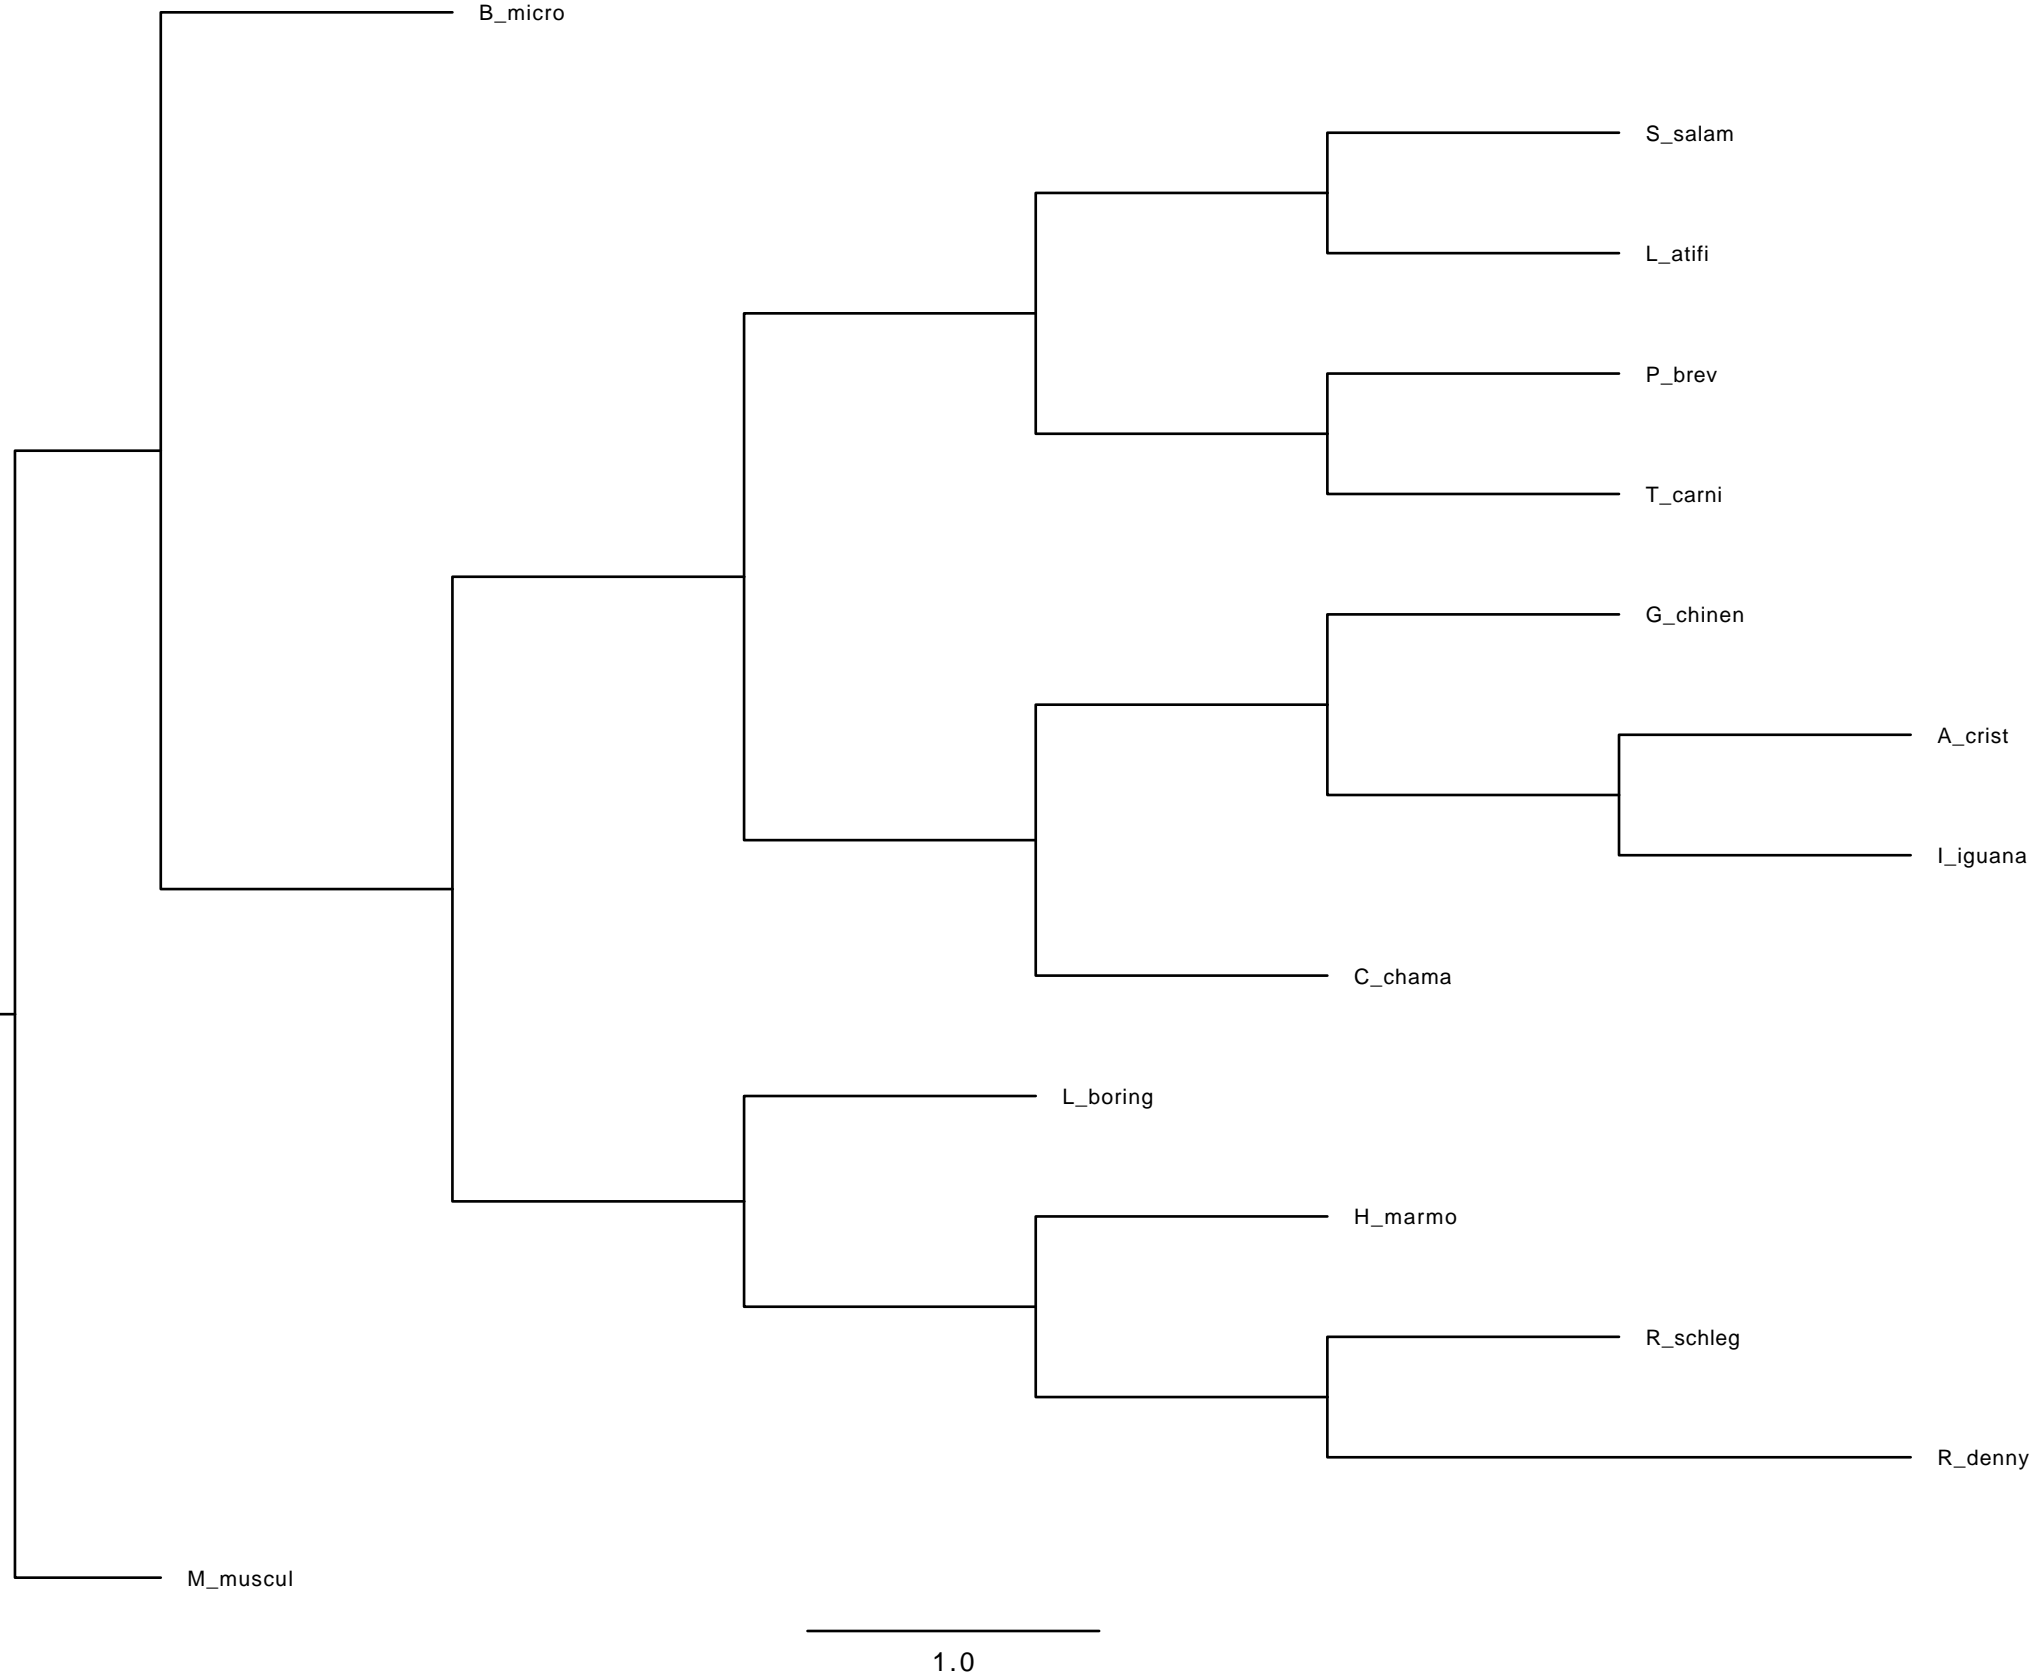 B_micro
S_salam
L_atifi
P_brev
T_carni
G_chinen
A_crist
I_iguana
C_chama
L_boring
H_marmo
R_schleg
R_denny
M_muscul
1.0